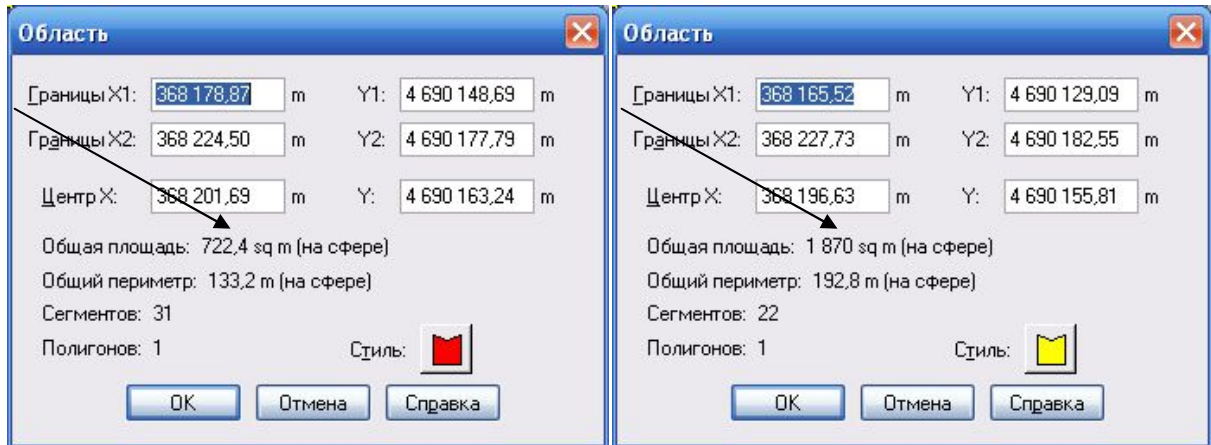 Область
Границы X1: 368 178,87 m Y1: 4 690 148,69 m
Границы X2: 368 224,50 m Y2: 4 690 177,79 m
Центр X: 368 201,69 m Y: 4 690 163,24 m
Общая площадь: 722,4 sq m (на сфере)
Общий периметр: 133,2 m (на сфере)
Сегментов: 31
Полигонов: 1 Стиль:
OK Отмена Справка
Область
Границы X1: 368 165,52 m Y1: 4 690 129,09 m
Границы X2: 368 227,73 m Y2: 4 690 182,55 m
Центр X: 368 196,63 m Y: 4 690 155,81 m
Общая площадь: 1 870 sq m (на сфере)
Общий периметр: 192,8 m (на сфере)
Сегментов: 22
Полигонов: 1 Стиль:
OK Отмена Справка